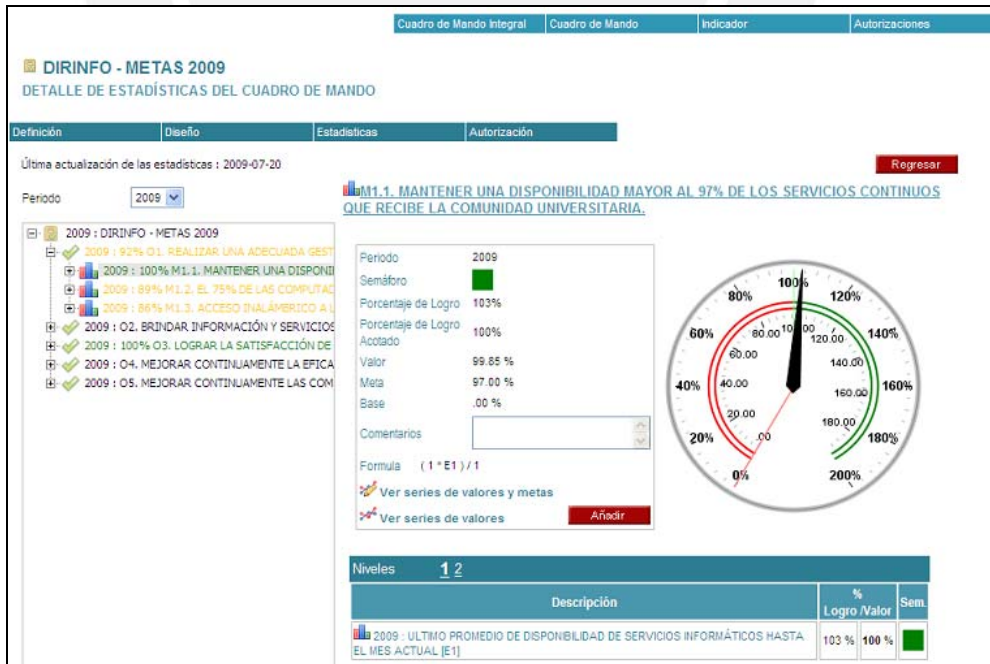 Cuadro de Mando Integral Cuadro de Mando Indicador Autorizaciones
DIRINFO - METAS 2009
DETALLE DE ESTADÍSTICAS DEL CUADRO DE MANDO
Definición Diseño Estadísticas Autorización
Última actualización de las estadísticas : 2009-07-20
Regresar
Periodo 2009
2009 : DIRINFO - METAS 2009
2009 : 92% O1. REALIZAR UNA ADECUADA GEST
2009 : 100% M1.1. MANTENER UNA DISPONII
2009 : 89% M1.2. EL 75% DE LAS COMPUTAD
2009 : 86% M1.3. ACCESO INALÁMBRICO A L
2009 : O2. BRINDAR INFORMACIÓN Y SERVICIOS
2009 : 100% O3. LOGRAR LA SATISFACCIÓN DE
2009 : O4. MEJORAR CONTINUAMENTE LA EFICA
2009 : O5. MEJORAR CONTINUAMENTE LAS COM
M1.1. MANTENER UNA DISPONIBILIDAD MAYOR AL 97% DE LOS SERVICIOS CONTINUOS
QUE RECIBE LA COMUNIDAD UNIVERSITARIA.
Periodo 2009
Semáforo
Porcentaje de Logro 103%
Porcentaje de Logro
Acotado 100%
Valor 99.85 %
Meta 97.00 %
Base .00 %
Comentarios
Formula ( 1 * E1 ) / 1
Ver series de valores y metas
Ver series de valores Añadir
0% 20% 40% 60% 80% 100% 120% 140% 160% 180% 200%
.00 20.00 40.00 60.00 80.00 120.00 140.00 160.00 180.00
Niveles 1 2
Descripción % Logro /Valor Sem.
2009 : ULTIMO PROMEDIO DE DISPONIBILIDAD DE SERVICIOS INFORMÁTICOS HASTA
EL MES ACTUAL [E1] 103 % 100 %